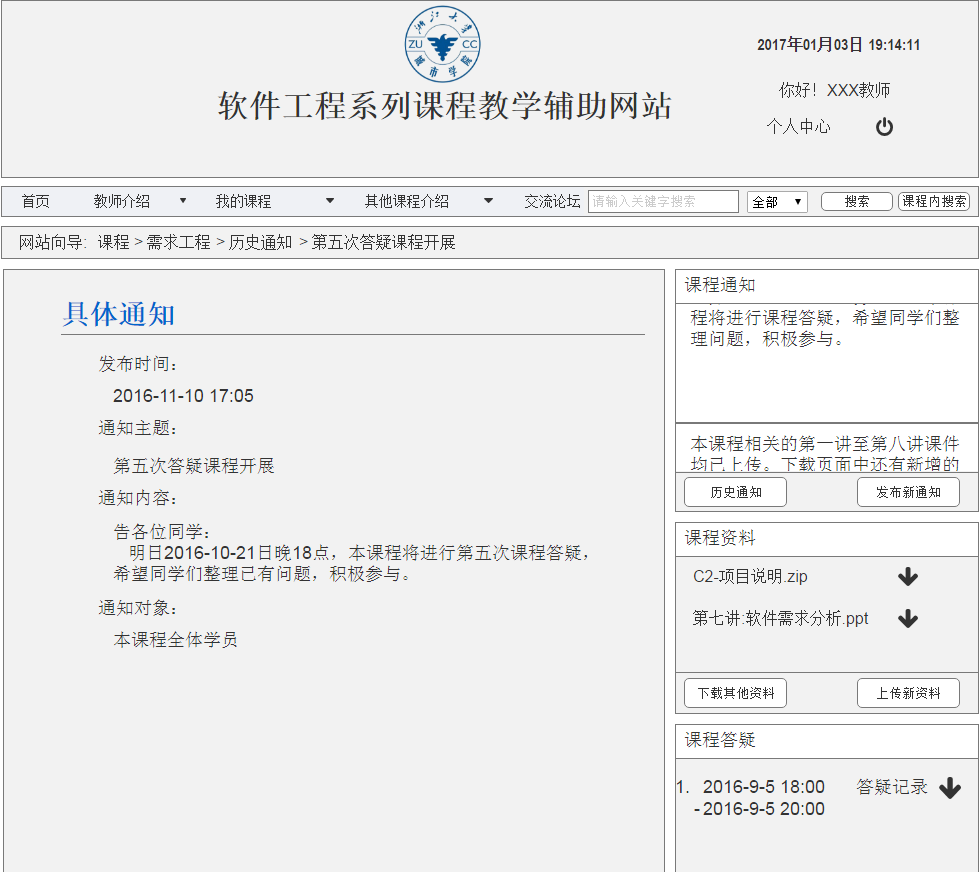 浙江大学
ZU CC
城市学院
2017年01月03日 19:14:11
软件工程系列课程教学辅助网站
你好！XXX教师
个人中心
首页 教师介绍 我的课程 其他课程介绍 交流论坛 请输入关键字搜索 全部 搜索 课程内搜索
网站向导: 课程 > 需求工程 > 历史通知 > 第五次答疑课程开展
具体通知
发布时间：
2016-11-10 17:05
通知主题：
第五次答疑课程开展
通知内容：
告各位同学：
明日2016-10-21日晚18点，本课程将进行第五次课程答疑，
希望同学们整理已有问题，积极参与。
通知对象：
本课程全体学员
课程通知
程将进行课程答疑，希望同学们整
理问题，积极参与。
本课程相关的第一讲至第八讲课件
均已上传。下载页面中还有新增的
历史通知 发布新通知
课程资料
C2-项目说明.zip
第七讲:软件需求分析.ppt
下载其他资料 上传新资料
课程答疑
1. 2016-9-5 18:00 答疑记录
- 2016-9-5 20:00